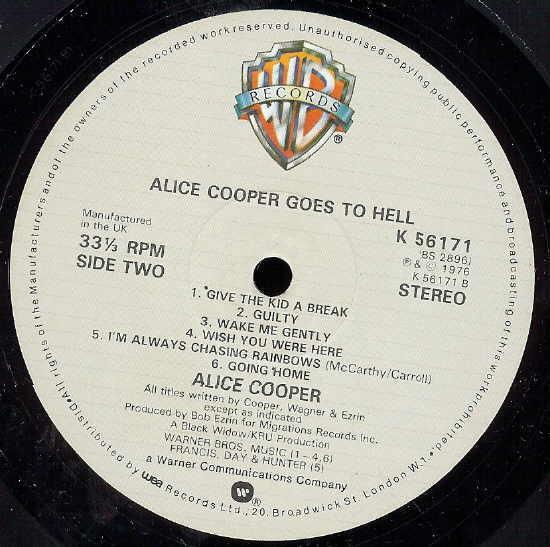 WB
RECORDS
®
ALICE COOPER GOES TO HELL
Manufactured
in the UK
33⅓ RPM
SIDE TWO
K 56171
(BS 2896)
℗ & © 1976
K 56171 B
STEREO
1. GIVE THE KID A BREAK
2. GUILTY
3. WAKE ME GENTLY
4. WISH YOU WERE HERE
5. I'M ALWAYS CHASING RAINBOWS (McCarthy/Carroll)
6. GOING HOME
ALICE COOPER
All titles written by Cooper, Wagner & Ezrin
except as indicated
Produced by Bob Ezrin for Migrations Records Inc.
A Black Widow/KRU Production
WARNER BROS. MUSIC (1–4,6)
FRANCIS, DAY & HUNTER (5)
a Warner Communications Company
®
All rights of the Manufacturers and of the owners of the recorded work reserved. Unauthorised copying public performance and broadcasting of this work prohibited.
Distributed by wea Records Ltd., 20, Broadwick St. London W.1.